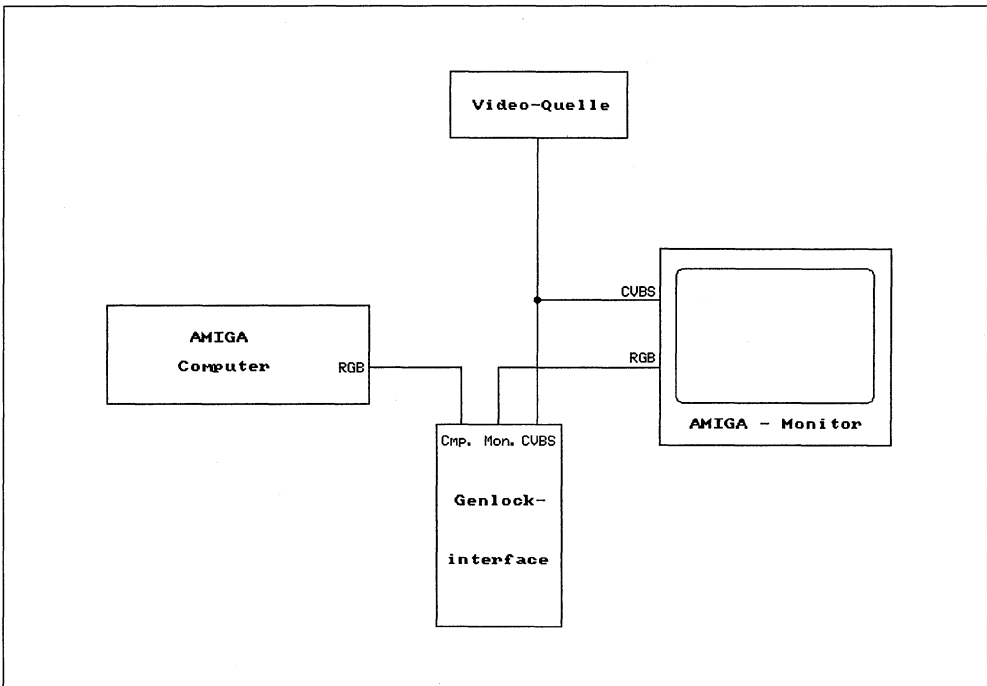 Video-Quelle
CVBS
RGB
AMIGA
Computer
RGB
AMIGA - Monitor
Cmp. Mon. CVBS
Genlock-
interface